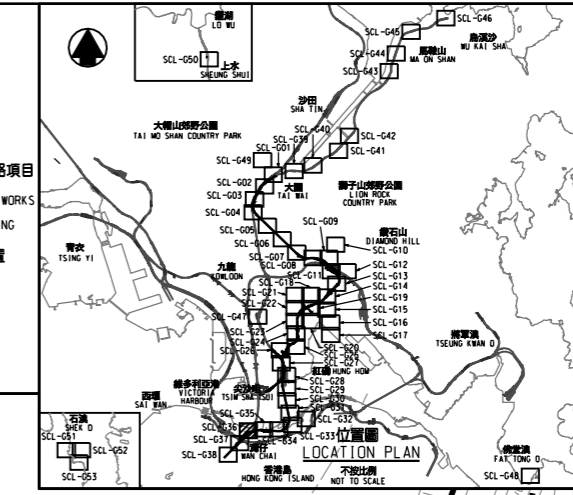 羅湖
LO WU
SCL-G50
上水
SHEUNG SHUI
SCL-G46
SCL-G45
烏溪沙
WU KAI SHA
SCL-G44
馬鞍山
MA ON SHAN
SCL-G43
大帽山郊野公園
TAI MO SHAN COUNTRY PARK
沙田
SHA TIN
SCL-G40
SCL-G39
SCL-G42
SCL-G01
SCL-G41
SCL-G49
路項目
SCL-G02
大圍
TAI WAI
獅子山郊野公園
LION ROCK
COUNTRY PARK
WORKS
SCL-G03
SCL-G04
SCL-G05
SCL-G09
鑽石山
DIAMOND HILL
SCL-G06
SCL-G10
青衣
TSING YI
SCL-G07
SCL-G08
SCL-G12
九龍
KOWLOON
SCL-G11
SCL-G13
SCL-G18
SCL-G14
SCL-G21
SCL-G19
SCL-G22
SCL-G15
SCL-G47
SCL-G16
SCL-G23
SCL-G17
將軍澳
TSEUNG KWAN O
SCL-G24
SCL-G20
SCL-G26
SCL-G27
紅磡
HUNG HOM
SCL-G28
SCL-G29
SCL-G30
SCL-G31
西環
SAI WAN
維多利亞港
VICTORIA
HARBOUR
尖沙咀
TSIM SHA TSUI
SCL-G35
SCL-G32
SCL-G36
SCL-G34
SCL-G33
石澳
SHEK O
SCL-G51
SCL-G52
SCL-G53
SCL-G37
SCL-G38
灣仔
WAN CHAI
香港島
HONG KONG ISLAND
位置圖
LOCATION PLAN
不按比例
NOT TO SCALE
佛堂澳
FAT TONG O
SCL-G48